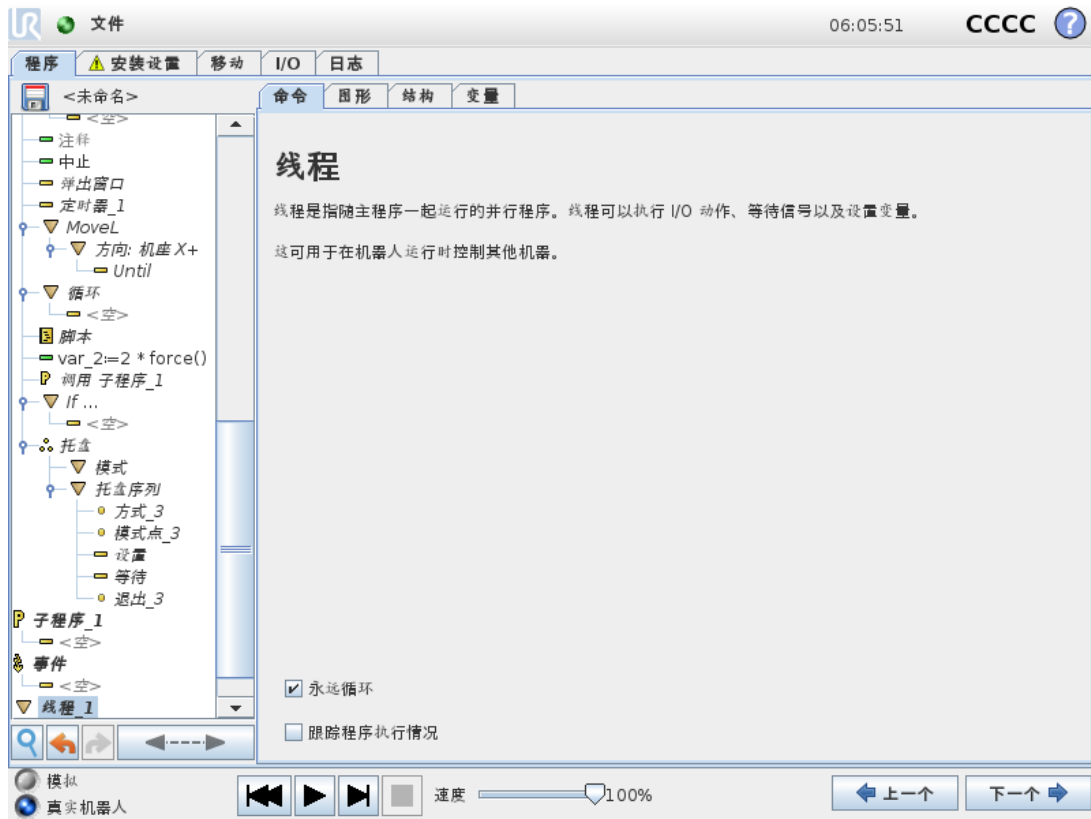 UR 文件 06:05:51 CCCC ?
程序 安装设置 移动 I/O 日志
<未命名> 命令 图形 结构 变量
<空>
注释
中止
弹出窗口
定时器_1
MoveL
方向: 机座 X+
Until
循环
<空>
脚本
var_2:=2 * force()
调用 子程序_1
If ...
<空>
托盘
模式
托盘序列
方式_3
模式点_3
设置
等待
退出_3
P 子程序_1
<空>
事件
<空>
线程_1
线程
线程是指随主程序一起运行的并行程序。线程可以执行 I/O 动作、等待信号以及设置变量。
这可用于在机器人运行时控制其他机器。
永远循环
跟踪程序执行情况
模拟
真实机器人
速度 100% 上一个 下一个